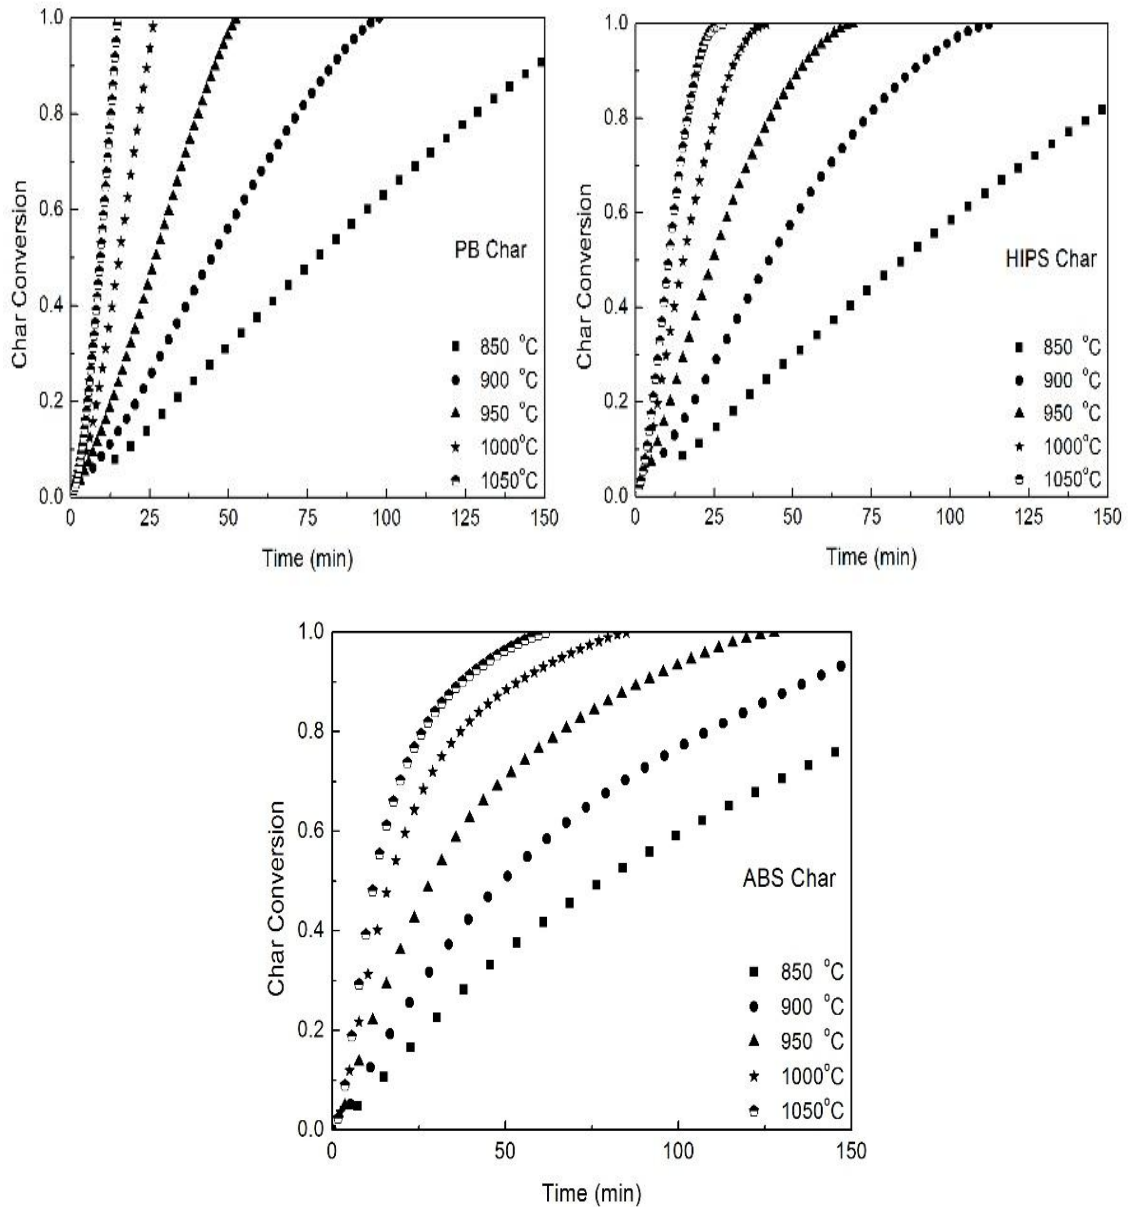 1.0
0.8
0.6
0.4
0.2
0.0
Char Conversion
PB Char
850 °C
900 °C
950 °C
1000°C
1050°C
0 25 50 75 100 125 150
Time (min)
1.0
0.8
0.6
0.4
0.2
0.0
Char Conversion
HIPS Char
850 °C
900 °C
950 °C
1000°C
1050°C
0 25 50 75 100 125 150
Time (min)
1.0
0.8
0.6
0.4
0.2
0.0
Char Conversion
ABS Char
850 °C
900 °C
950 °C
1000°C
1050°C
0 50 100 150
Time (min)